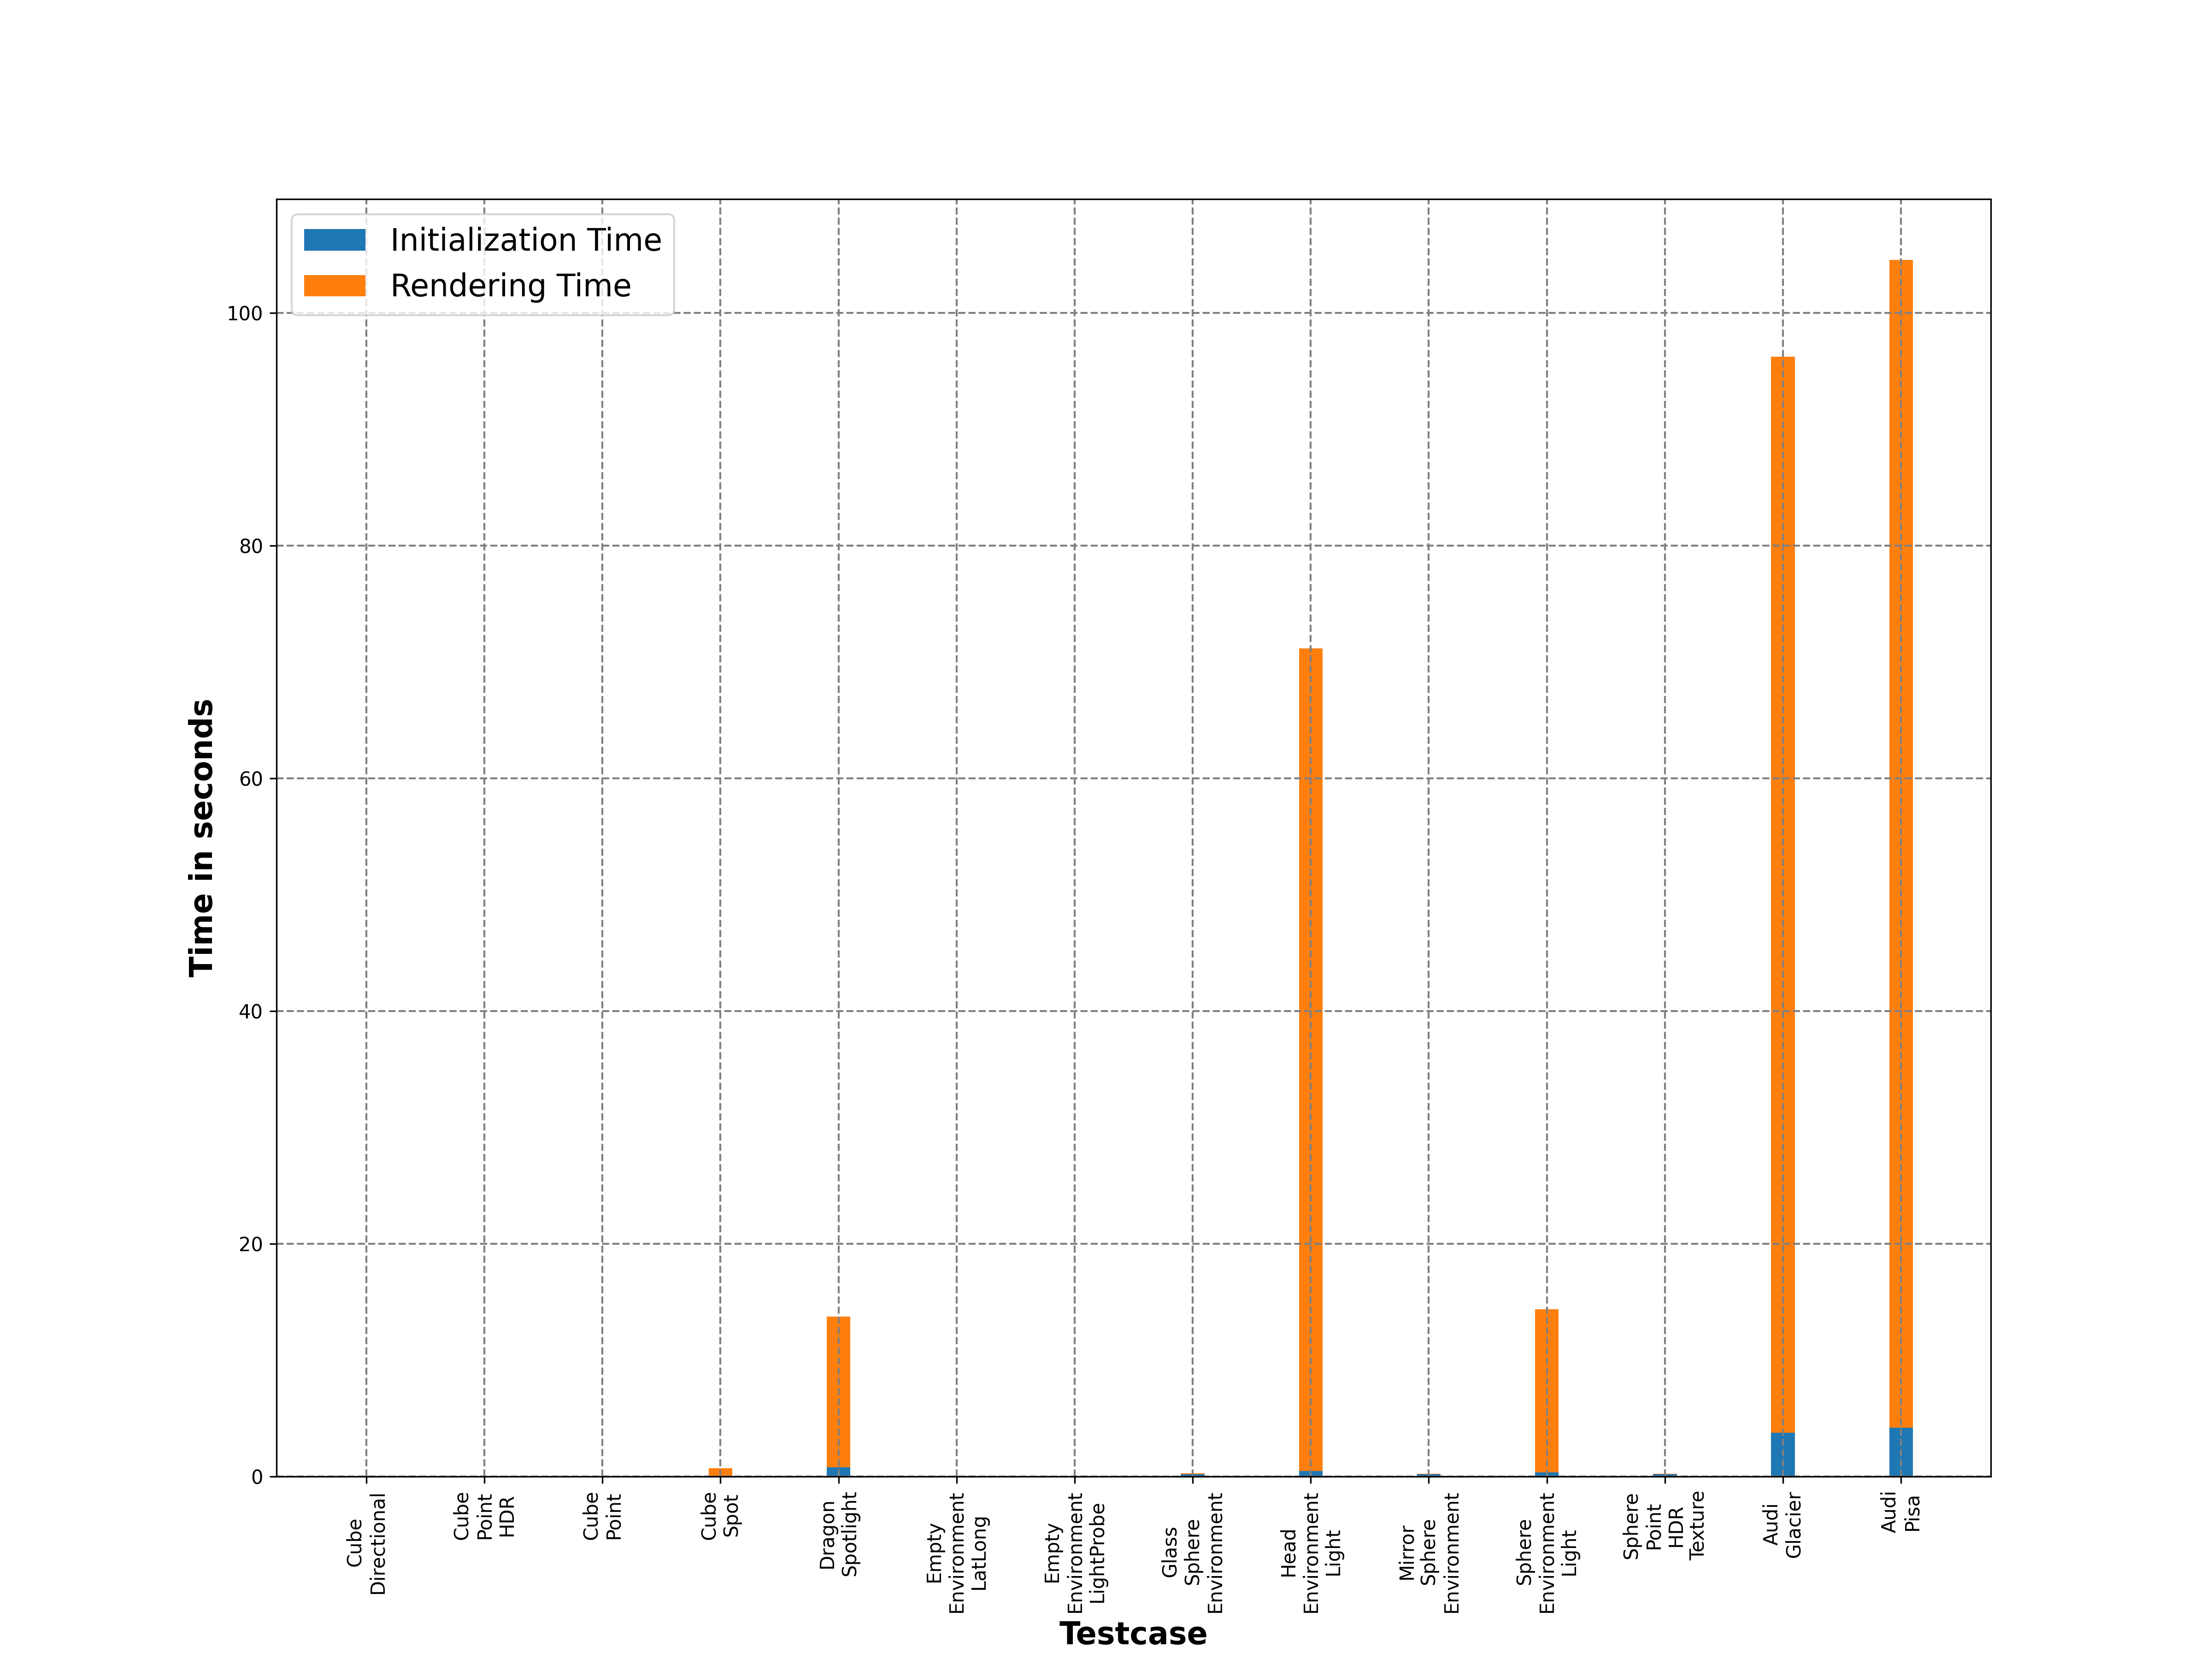 Initialization Time
Rendering Time
100
80
60
40
20
0
Time in seconds
Cube
Directional
Cube
Point
HDR
Cube
Point
Cube
Spot
Dragon
Spotlight
Empty
Environment
LatLong
Empty
Environment
LightProbe
Glass
Sphere
Environment
Head
Environment
Light
Mirror
Sphere
Environment
Sphere
Environment
Light
Sphere
Point
HDR
Texture
Audi
Glacier
Audi
Pisa
Testcase